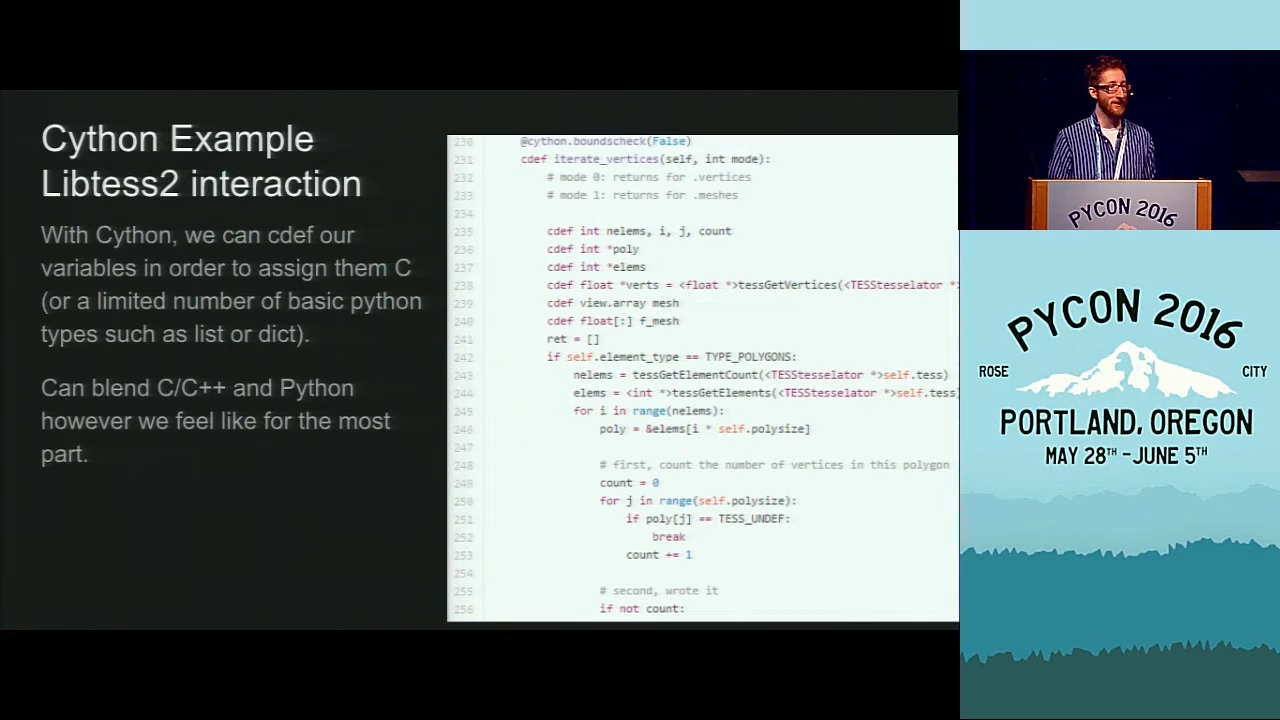 Cython Example
Libtess2 interaction
With Cython, we can cdef our
variables in order to assign them C
(or a limited number of basic python
types such as list or dict).
Can blend C/C++ and Python
however we feel like for the most
part.
230 @cython.boundscheck(False)
231 cdef iterate_vertices(self, int mode):
232 # mode 0: returns for .vertices
233 # mode 1: returns for .meshes
234
235 cdef int nelems, i, j, count
236 cdef int *poly
237 cdef int *elems
238 cdef float *verts = <float *>tessGetVertices(<TESStesselator *>
239 cdef view.array mesh
240 cdef float[:] f_mesh
241 ret = []
242 if self.element_type == TYPE_POLYGONS:
243 nelems = tessGetElementCount(<TESStesselator *>self.tess)
244 elems = <int *>tessGetElements(<TESStesselator *>self.tess)
245 for i in range(nelems):
246 poly = &elems[i * self.polysize]
247
248 # first, count the number of vertices in this polygon
249 count = 0
250 for j in range(self.polysize):
251 if poly[j] == TESS_UNDEF:
252 break
253 count += 1
254
255 # second, wrote it
256 if not count:
PYCON 2016
PYCON 2016
ROSE CITY
PORTLAND, OREGON
MAY 28TH - JUNE 5TH